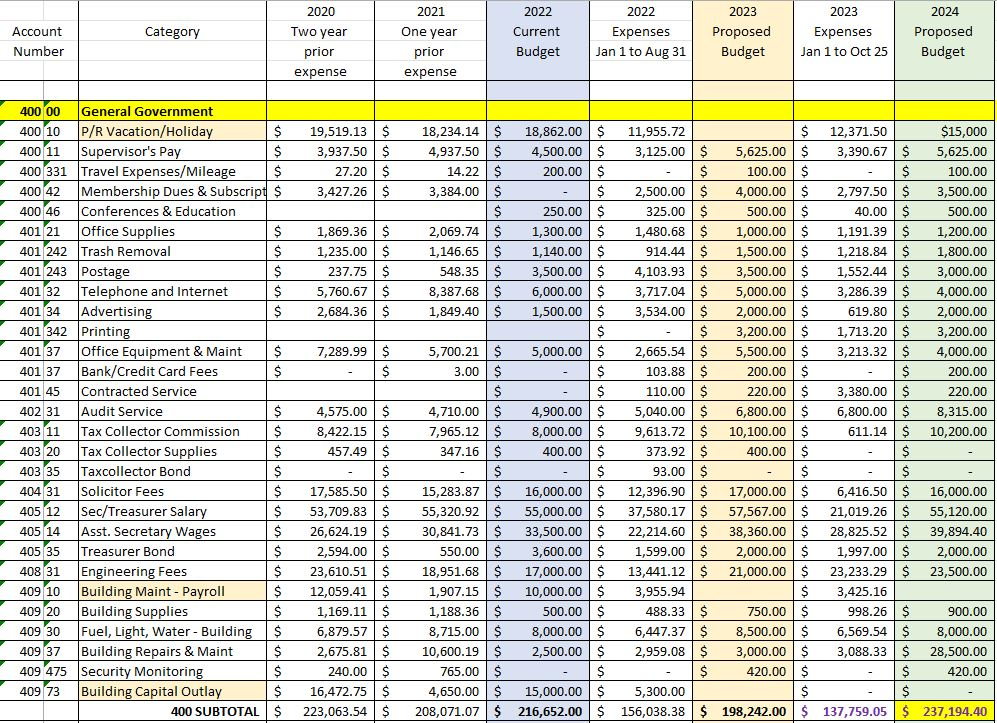 2020 2021 2022 2022 2023 2023 2024
Account Category Two year One year Current Expenses Proposed Expenses Proposed
Number prior prior Budget Jan 1 to Aug 31 Budget Jan 1 to Oct 25 Budget
expense expense
400 00 General Government
400 10 P/R Vacation/Holiday $ 19,519.13 $ 18,234.14 $ 18,862.00 $ 11,955.72 $ 12,371.50 $15,000
400 11 Supervisor's Pay $ 3,937.50 $ 4,937.50 $ 4,500.00 $ 3,125.00 $ 5,625.00 $ 3,390.67 $ 5,625.00
400 331 Travel Expenses/Mileage $ 27.20 $ 14.22 $ 200.00 $ - $ 100.00 $ - $ 100.00
400 42 Membership Dues & Subscript $ 3,427.26 $ 3,384.00 $ - $ 2,500.00 $ 4,000.00 $ 2,797.50 $ 3,500.00
400 46 Conferences & Education $ 250.00 $ 325.00 $ 500.00 $ 40.00 $ 500.00
401 21 Office Supplies $ 1,869.36 $ 2,069.74 $ 1,300.00 $ 1,480.68 $ 1,000.00 $ 1,191.39 $ 1,200.00
401 242 Trash Removal $ 1,235.00 $ 1,146.65 $ 1,140.00 $ 914.44 $ 1,500.00 $ 1,218.84 $ 1,800.00
401 243 Postage $ 237.75 $ 548.35 $ 3,500.00 $ 4,103.93 $ 3,500.00 $ 1,552.44 $ 3,000.00
401 32 Telephone and Internet $ 5,760.67 $ 8,387.68 $ 6,000.00 $ 3,717.04 $ 5,000.00 $ 3,286.39 $ 4,000.00
401 34 Advertising $ 2,684.36 $ 1,849.40 $ 1,500.00 $ 3,534.00 $ 2,000.00 $ 619.80 $ 2,000.00
401 342 Printing $ - $ 3,200.00 $ 1,713.20 $ 3,200.00
401 37 Office Equipment & Maint $ 7,289.99 $ 5,700.21 $ 5,000.00 $ 2,665.54 $ 5,500.00 $ 3,213.32 $ 4,000.00
401 37 Bank/Credit Card Fees $ - $ 3.00 $ - $ 103.88 $ 200.00 $ - $ 200.00
401 45 Contracted Service $ - $ 110.00 $ 220.00 $ 3,380.00 $ 220.00
402 31 Audit Service $ 4,575.00 $ 4,710.00 $ 4,900.00 $ 5,040.00 $ 6,800.00 $ 6,800.00 $ 8,315.00
403 11 Tax Collector Commission $ 8,422.15 $ 7,965.12 $ 8,000.00 $ 9,613.72 $ 10,100.00 $ 611.14 $ 10,200.00
403 20 Tax Collector Supplies $ 457.49 $ 347.16 $ 400.00 $ 373.92 $ 400.00 $ - $ -
403 35 Taxcollector Bond $ - $ - $ - $ 93.00 $ - $ - $ -
404 31 Solicitor Fees $ 17,585.50 $ 15,283.87 $ 16,000.00 $ 12,396.90 $ 17,000.00 $ 6,416.50 $ 16,000.00
405 12 Sec/Treasurer Salary $ 53,709.83 $ 55,320.92 $ 55,000.00 $ 37,580.17 $ 57,567.00 $ 21,019.26 $ 55,120.00
405 14 Asst. Secretary Wages $ 26,624.19 $ 30,841.73 $ 33,500.00 $ 22,214.60 $ 38,360.00 $ 28,825.52 $ 39,894.40
405 35 Treasurer Bond $ 2,594.00 $ 550.00 $ 3,600.00 $ 1,599.00 $ 2,000.00 $ 1,997.00 $ 2,000.00
408 31 Engineering Fees $ 23,610.51 $ 18,951.68 $ 17,000.00 $ 13,441.12 $ 21,000.00 $ 23,233.29 $ 23,500.00
409 10 Building Maint - Payroll $ 12,059.41 $ 1,907.15 $ 10,000.00 $ 3,955.94 $ 3,425.16
409 20 Building Supplies $ 1,169.11 $ 1,188.36 $ 500.00 $ 488.33 $ 750.00 $ 998.26 $ 900.00
409 30 Fuel, Light, Water - Building $ 6,879.57 $ 8,715.00 $ 8,000.00 $ 6,447.37 $ 8,500.00 $ 6,569.54 $ 8,000.00
409 37 Building Repairs & Maint $ 2,675.81 $ 10,600.19 $ 2,500.00 $ 2,959.08 $ 3,000.00 $ 3,088.33 $ 28,500.00
409 475 Security Monitoring $ 240.00 $ 765.00 $ - $ - $ 420.00 $ - $ 420.00
409 73 Building Capital Outlay $ 16,472.75 $ 4,650.00 $ 15,000.00 $ 5,300.00 $ - $ -
400 SUBTOTAL $ 223,063.54 $ 208,071.07 $ 216,652.00 $ 156,038.38 $ 198,242.00 $ 137,759.05 $ 237,194.40